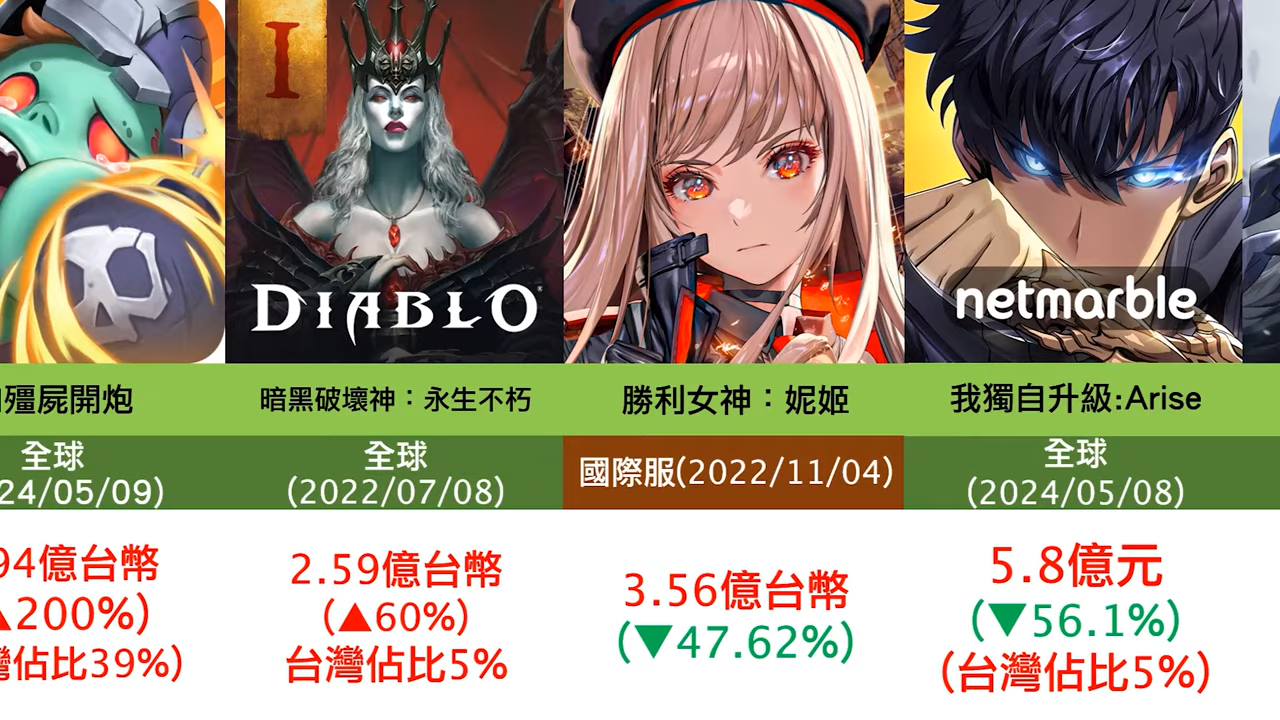 I
DIABLO
netmarble
殭屍開炮
暗黑破壞神：永生不朽
勝利女神：妮姬
我獨自升級:Arise
全球
24/05/09)
全球
(2022/07/08)
國際服(2022/11/04)
全球
(2024/05/08)
94億台幣
▲200%)
佔比39%)
2.59億台幣
(▲60%)
台灣佔比5%
3.56億台幣
(▼47.62%)
5.8億元
(▼56.1%)
(台灣佔比5%)